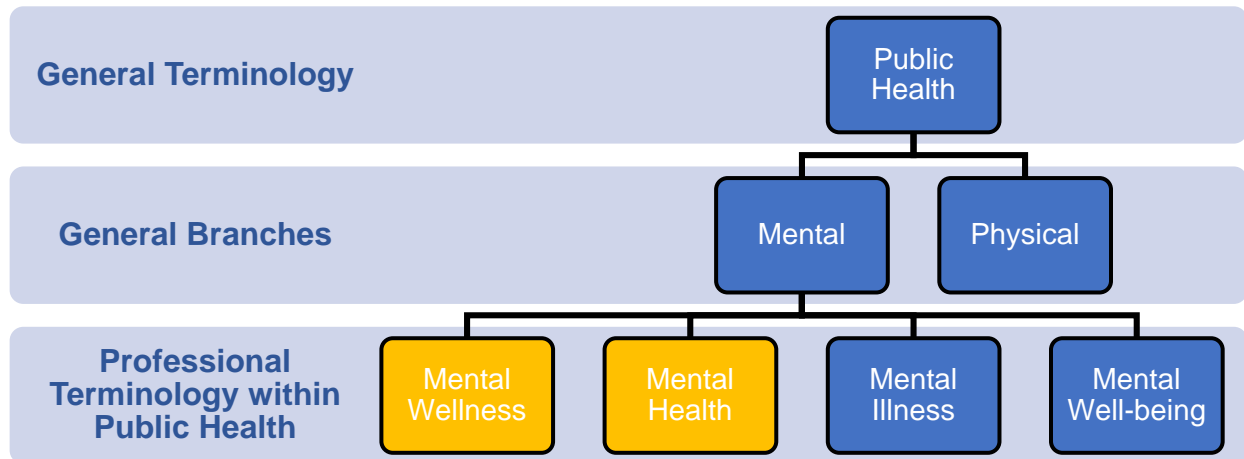 General Terminology
Public
Health
General Branches
Mental
Physical
Professional
Terminology within
Public Health
Mental
Wellness
Mental
Health
Mental
Illness
Mental
Well-being